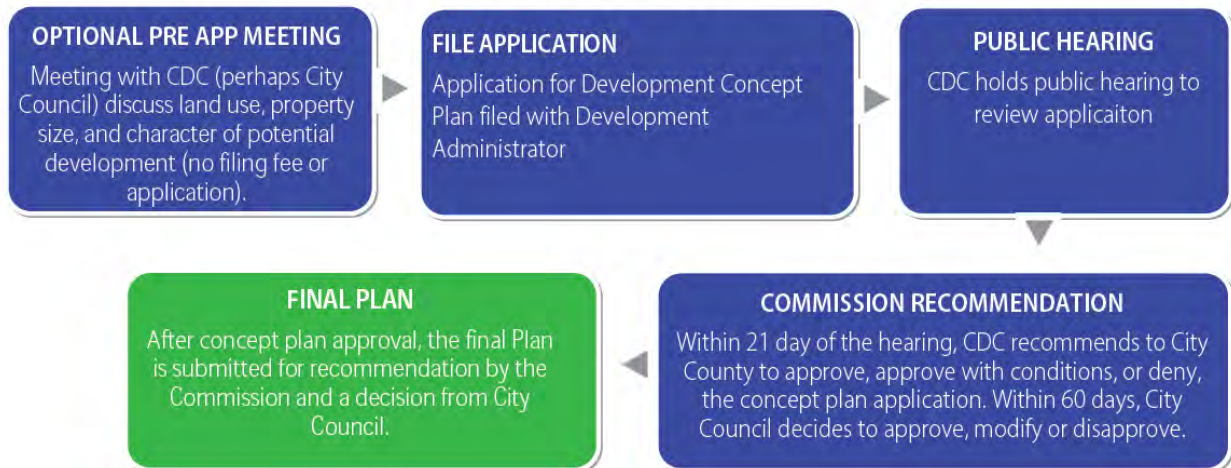 OPTIONAL PRE APP MEETING
Meeting with CDC (perhaps City
Council) discuss land use, property
size, and character of potential
development (no filing fee or
application).
FILE APPLICATION
Application for Development Concept
Plan filed with Development
Administrator
PUBLIC HEARING
CDC holds public hearing to
review applicaiton
COMMISSION RECOMMENDATION
Within 21 day of the hearing, CDC recommends to City
County to approve, approve with conditions, or deny,
the concept plan application. Within 60 days, City
Council decides to approve, modify or disapprove.
FINAL PLAN
After concept plan approval, the final Plan
is submitted for recommendation by the
Commission and a decision from City
Council.